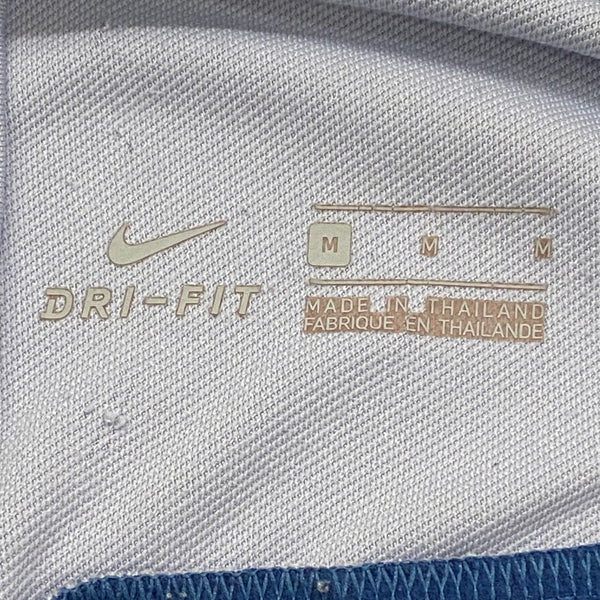 DRI-FIT
M M M
MADE IN THAILAND
FABRIQUE EN THAILANDE